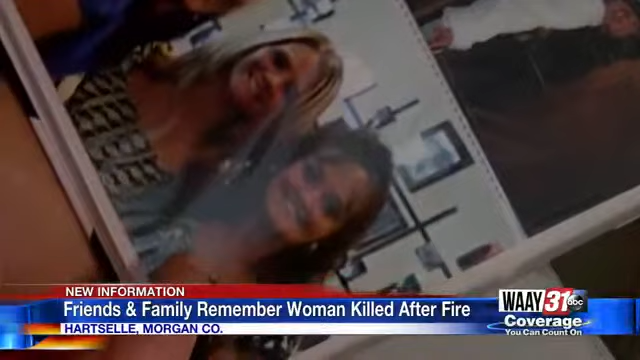 NEW INFORMATION
Friends & Family Remember Woman Killed After Fire
HARTSELLE, MORGAN CO.
WAAY 31 abc
Coverage
You Can Count On